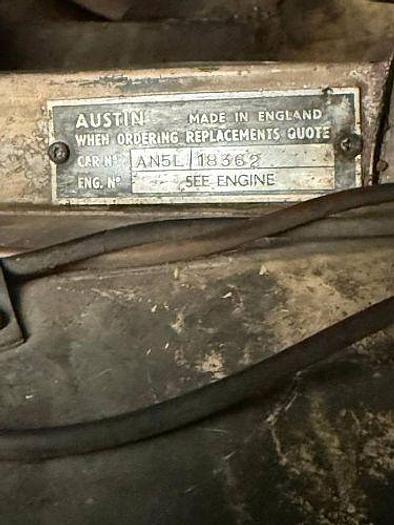 AUSTIN MADE IN ENGLAND
WHEN ORDERING REPLACEMENTS QUOTE
CAR Nº AN5L/18362
ENG. Nº SEE ENGINE